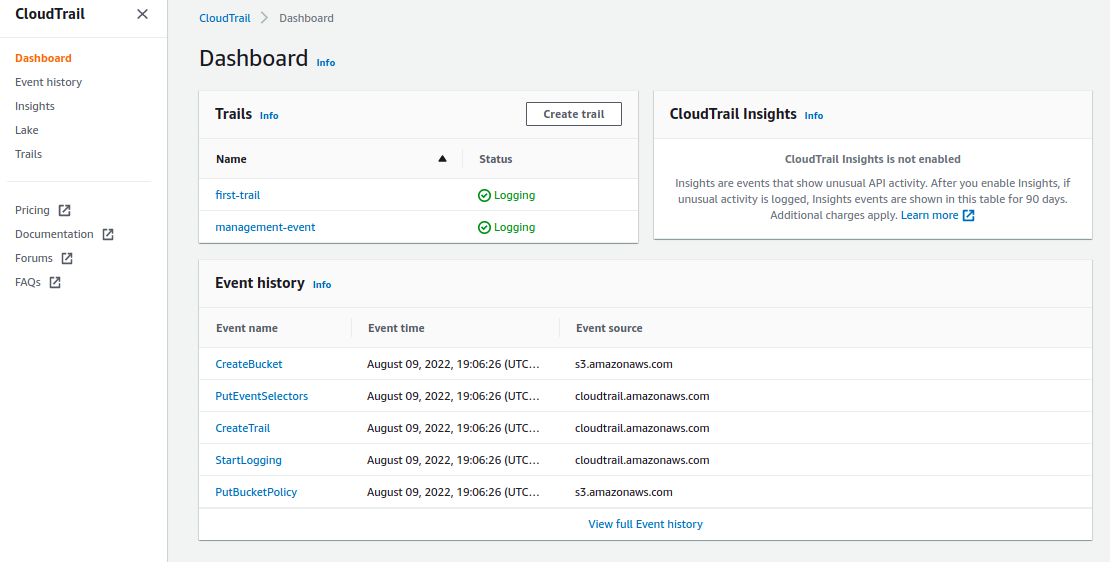 CloudTrail
Dashboard
Event history
Insights
Lake
Trails
Pricing
Documentation
Forums
FAQs
CloudTrail Dashboard
Dashboard Info
Trails Info Create trail
Name Status
first-trail Logging
management-event Logging
CloudTrail Insights Info
CloudTrail Insights is not enabled
Insights are events that show unusual API activity. After you enable Insights, if
unusual activity is logged, Insights events are shown in this table for 90 days.
Additional charges apply. Learn more
Event history Info
Event name Event time Event source
CreateBucket August 09, 2022, 19:06:26 (UTC... s3.amazonaws.com
PutEventSelectors August 09, 2022, 19:06:26 (UTC... cloudtrail.amazonaws.com
CreateTrail August 09, 2022, 19:06:26 (UTC... cloudtrail.amazonaws.com
StartLogging August 09, 2022, 19:06:26 (UTC... cloudtrail.amazonaws.com
PutBucketPolicy August 09, 2022, 19:06:26 (UTC... s3.amazonaws.com
View full Event history